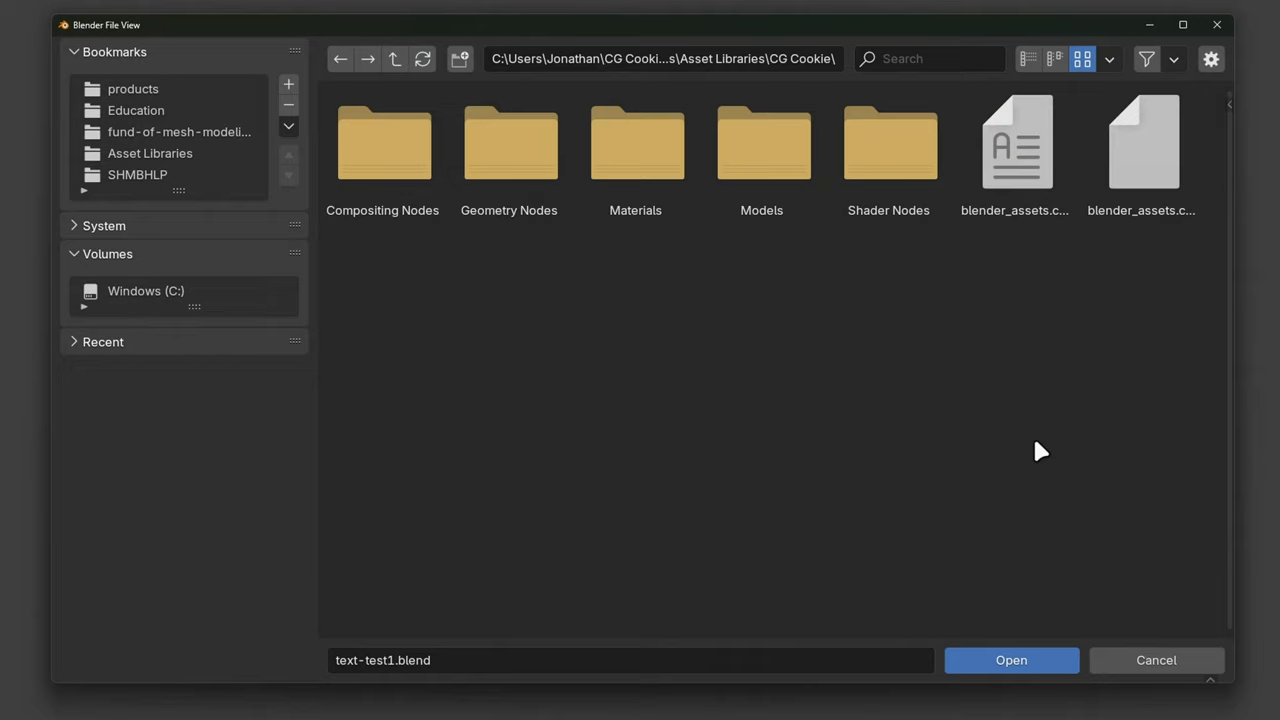 Blender File View
Bookmarks
products
Education
fund-of-mesh-modeli...
Asset Libraries
SHMBHLP
System
Volumes
Windows (C:)
Recent
C:\Users\Jonathan\CG Cooki...s\Asset Libraries\CG Cookie\
Search
Compositing Nodes
Geometry Nodes
Materials
Models
Shader Nodes
blender_assets.c...
blender_assets.c...
text-test1.blend
Open
Cancel